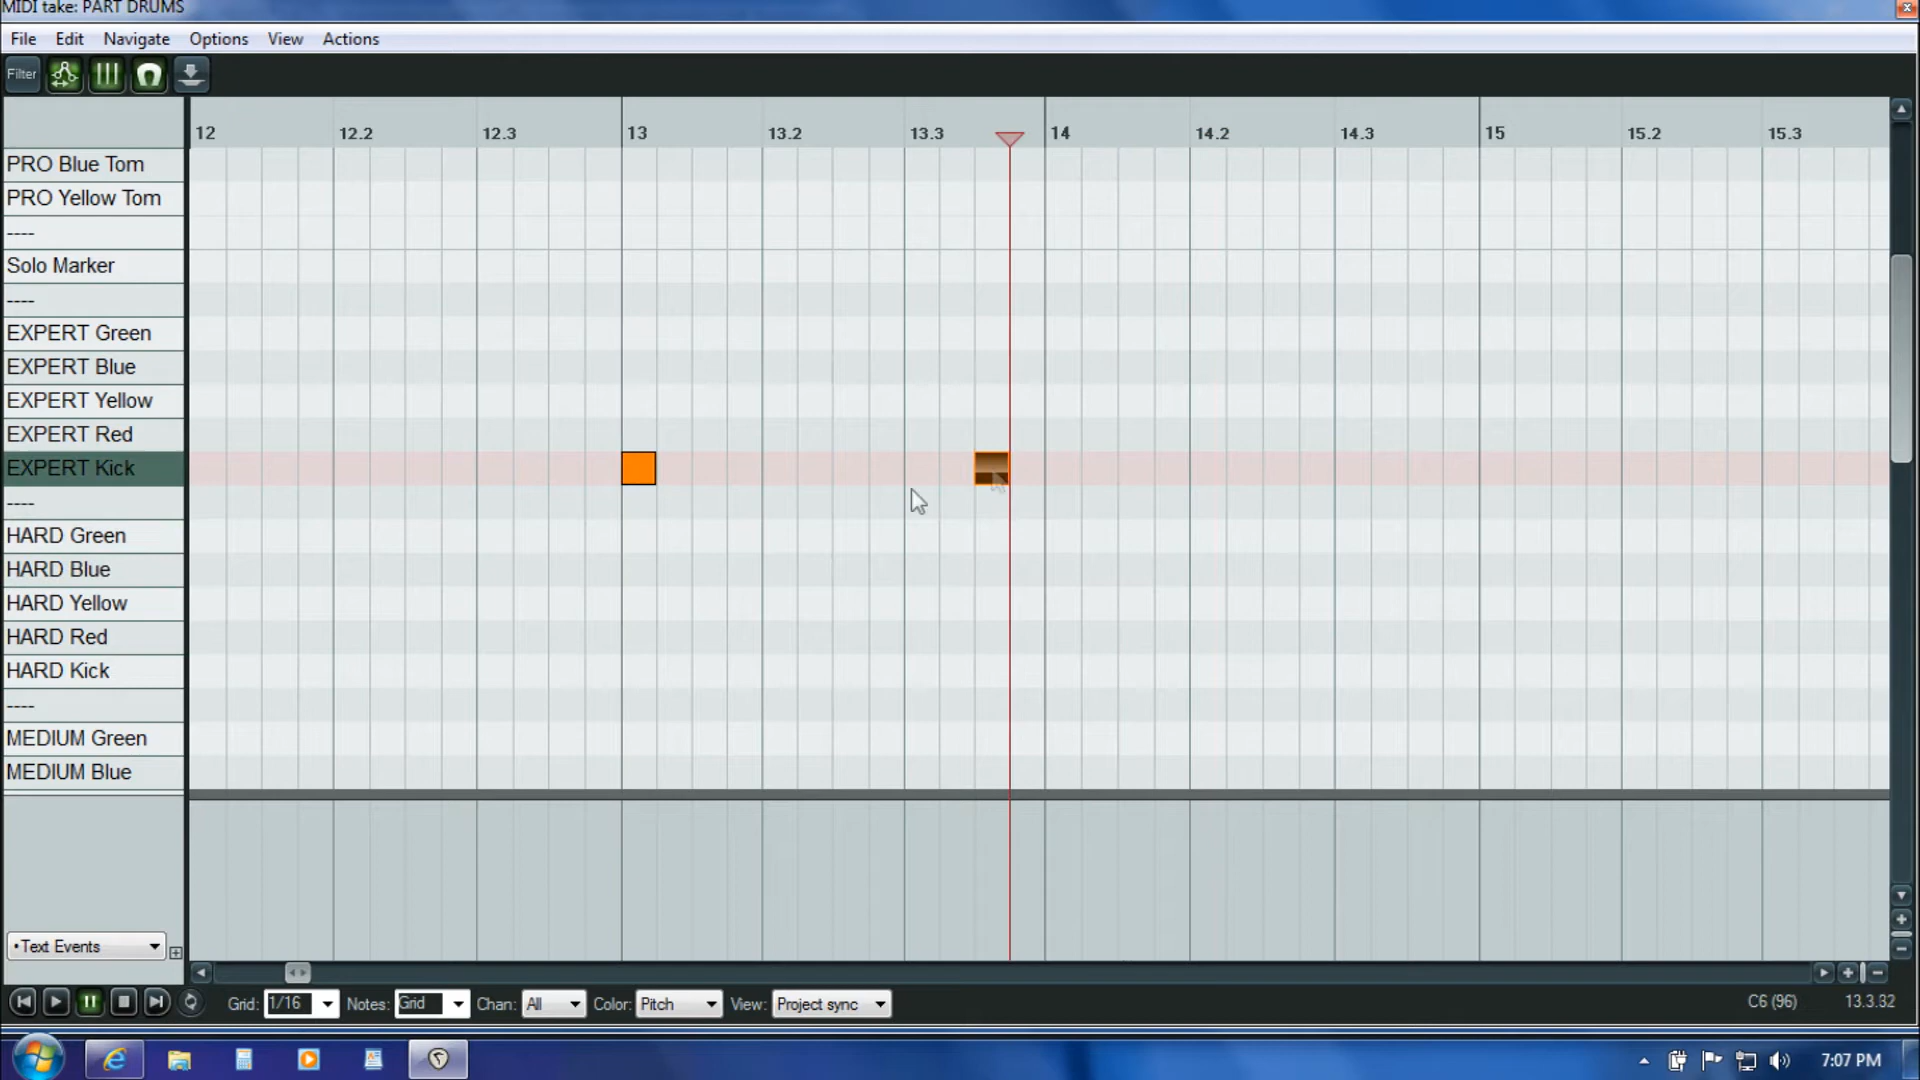 MIDI take: PART DRUMS
File Edit Navigate Options View Actions
Filter
12 12.2 12.3 13 13.2 13.3 14 14.2 14.3 15 15.2 15.3
PRO Blue Tom
PRO Yellow Tom
----
Solo Marker
----
EXPERT Green
EXPERT Blue
EXPERT Yellow
EXPERT Red
EXPERT Kick
----
HARD Green
HARD Blue
HARD Yellow
HARD Red
HARD Kick
----
MEDIUM Green
MEDIUM Blue
•Text Events
Grid: 1/16 Notes: Grid Chan: All Color: Pitch View: Project sync C6 (96) 13.3.82
7:07 PM